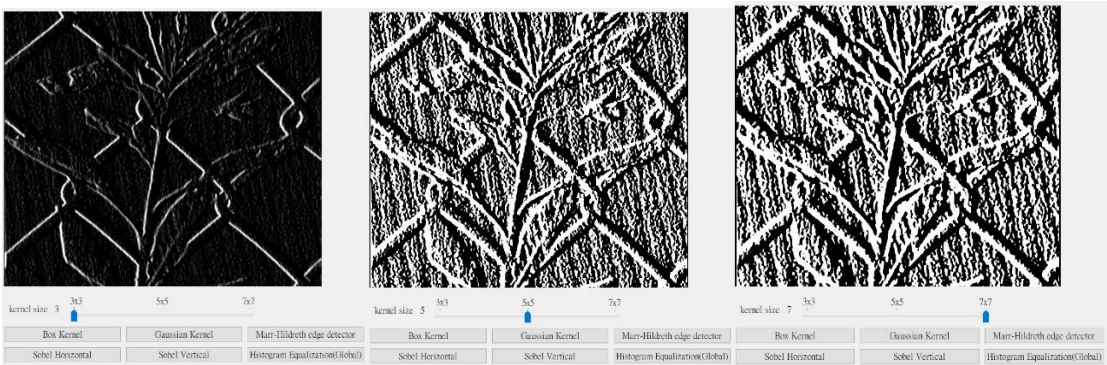 3x3 5x5 7x7
kernel size 3
Box Kernel Gaussian Kernel Marr-Hildreth edge detector
Sobel Horizontal Sobel Vertical Histogram Equalization(Global)
3x3 5x5 7x7
kernel size 5
Box Kernel Gaussian Kernel Marr-Hildreth edge detector
Sobel Horizontal Sobel Vertical Histogram Equalization(Global)
3x3 5x5 7x7
kernel size 7
Box Kernel Gaussian Kernel Marr-Hildreth edge detector
Sobel Horizontal Sobel Vertical Histogram Equalization(Global)